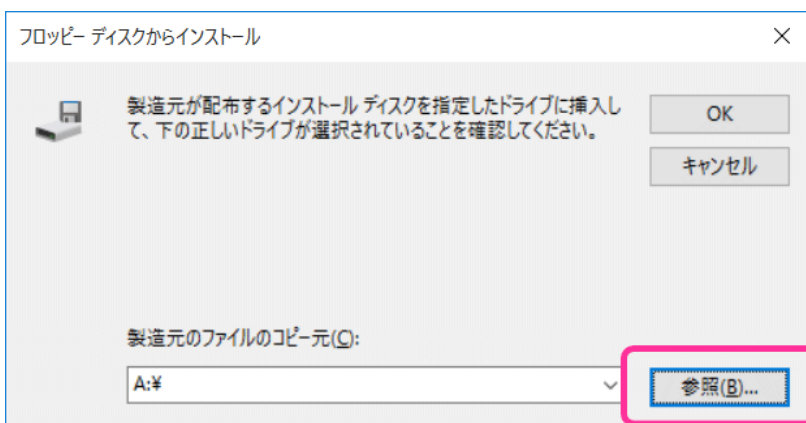 フロッピー ディスクからインストール
製造元が配布するインストール ディスクを指定したドライブに挿入し
て、下の正しいドライブが選択されていることを確認してください。
OK
キャンセル
製造元のファイルのコピー元(C):
A:¥
参照(B)...